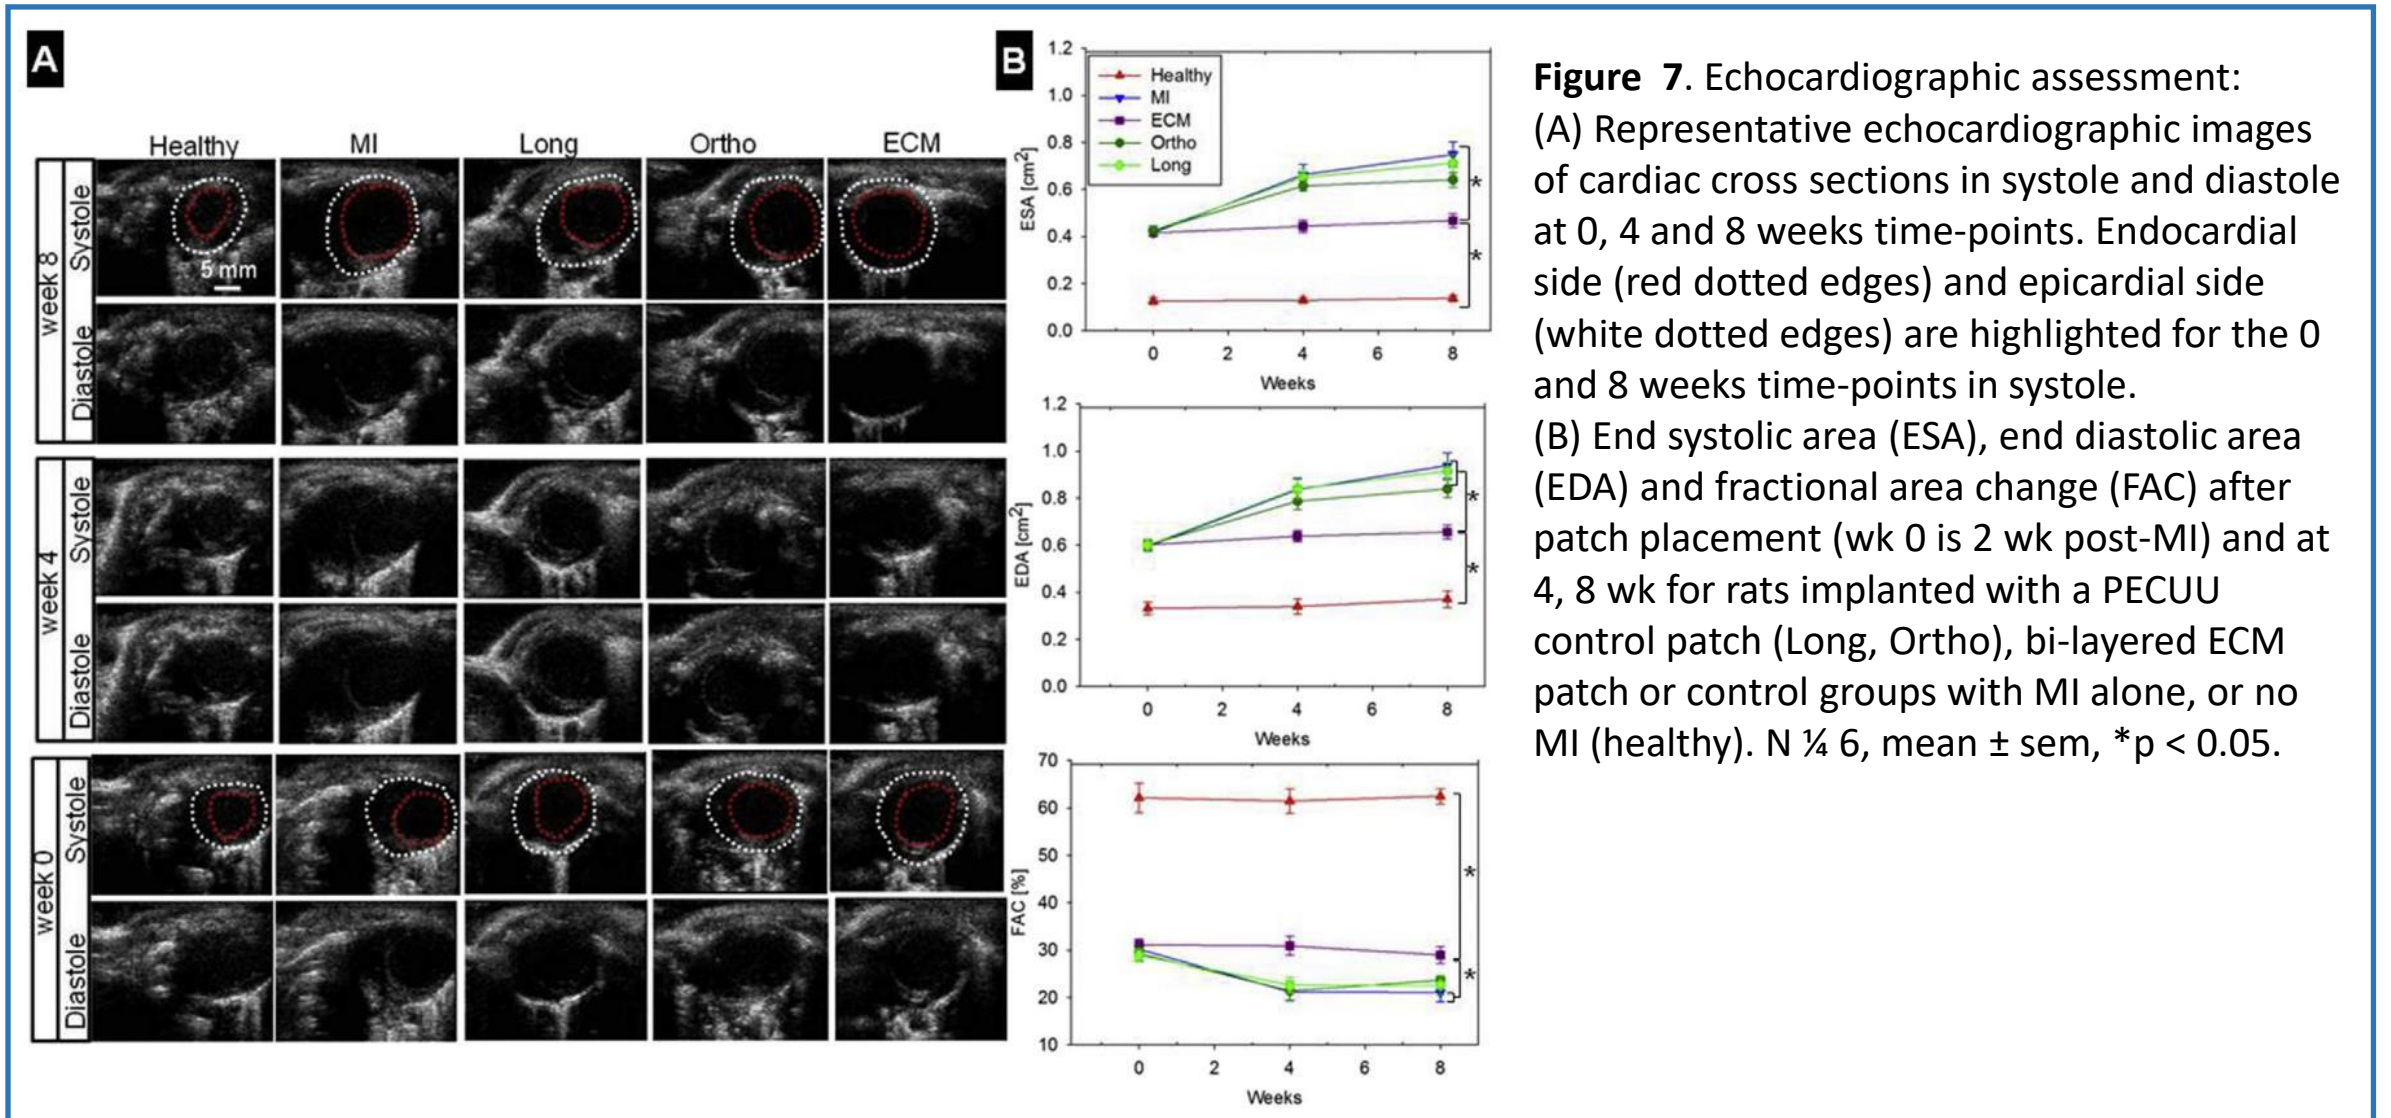 A
Healthy MI Long Ortho ECM
week 8
Systole
5 mm
Diastole
week 4
Systole
Diastole
week 0
Systole
Diastole
B
1.2
1.0
0.8
0.6
0.4
0.2
0.0
ESA [cm2]
Healthy
MI
ECM
Ortho
Long
*
*
0 2 4 6 8
Weeks
1.2
1.0
0.8
0.6
0.4
0.2
0.0
EDA [cm2]
*
*
0 2 4 6 8
Weeks
70
60
50
40
30
20
10
FAC [%]
*
*
0 2 4 6 8
Weeks
Figure 7. Echocardiographic assessment:
(A) Representative echocardiographic images
of cardiac cross sections in systole and diastole
at 0, 4 and 8 weeks time-points. Endocardial
side (red dotted edges) and epicardial side
(white dotted edges) are highlighted for the 0
and 8 weeks time-points in systole.
(B) End systolic area (ESA), end diastolic area
(EDA) and fractional area change (FAC) after
patch placement (wk 0 is 2 wk post-MI) and at
4, 8 wk for rats implanted with a PECUU
control patch (Long, Ortho), bi-layered ECM
patch or control groups with MI alone, or no
MI (healthy). N ¼ 6, mean ± sem, *p < 0.05.